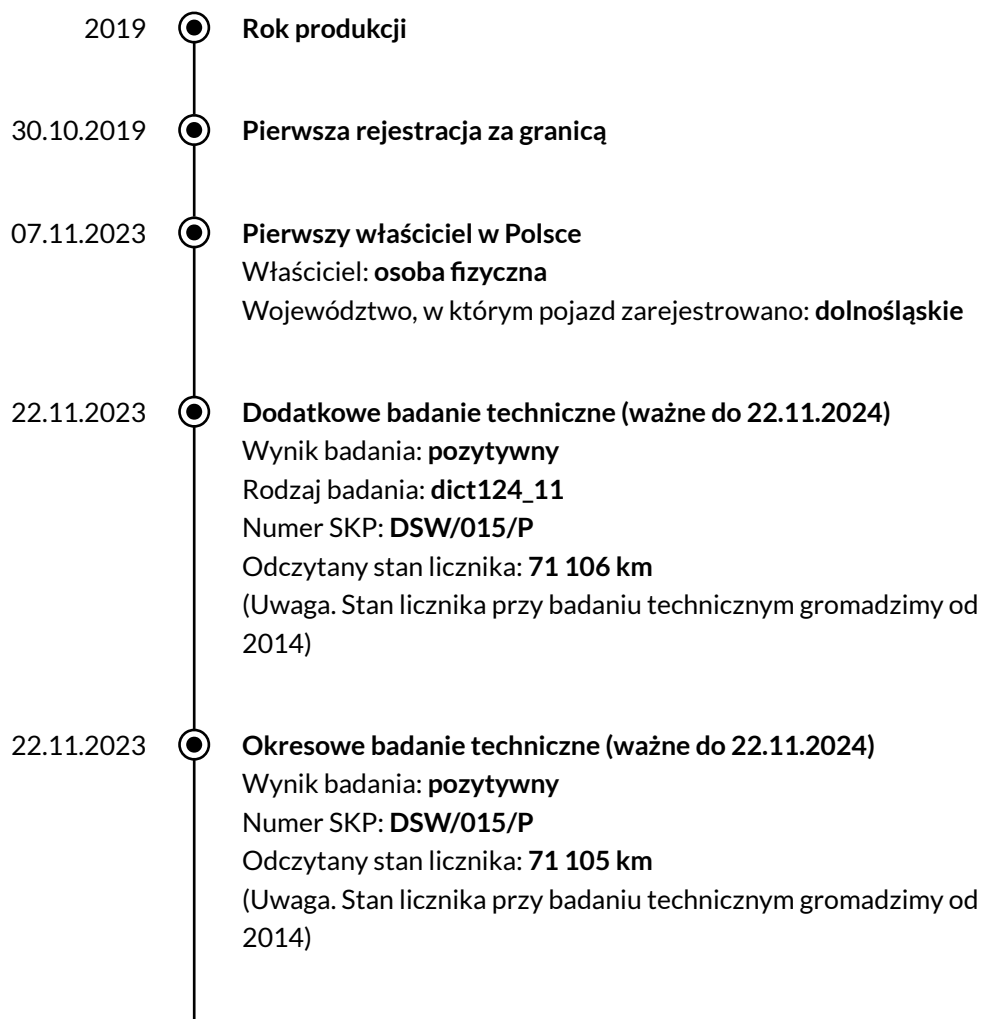 2019 Rok produkcji
30.10.2019 Pierwsza rejestracja za granicą
07.11.2023 Pierwszy właściciel w Polsce
Właściciel: osoba fizyczna
Województwo, w którym pojazd zarejestrowano: dolnośląskie
22.11.2023 Dodatkowe badanie techniczne (ważne do 22.11.2024)
Wynik badania: pozytywny
Rodzaj badania: dict124_11
Numer SKP: DSW/015/P
Odczytany stan licznika: 71 106 km
(Uwaga. Stan licznika przy badaniu technicznym gromadzimy od
2014)
22.11.2023 Okresowe badanie techniczne (ważne do 22.11.2024)
Wynik badania: pozytywny
Numer SKP: DSW/015/P
Odczytany stan licznika: 71 105 km
(Uwaga. Stan licznika przy badaniu technicznym gromadzimy od
2014)